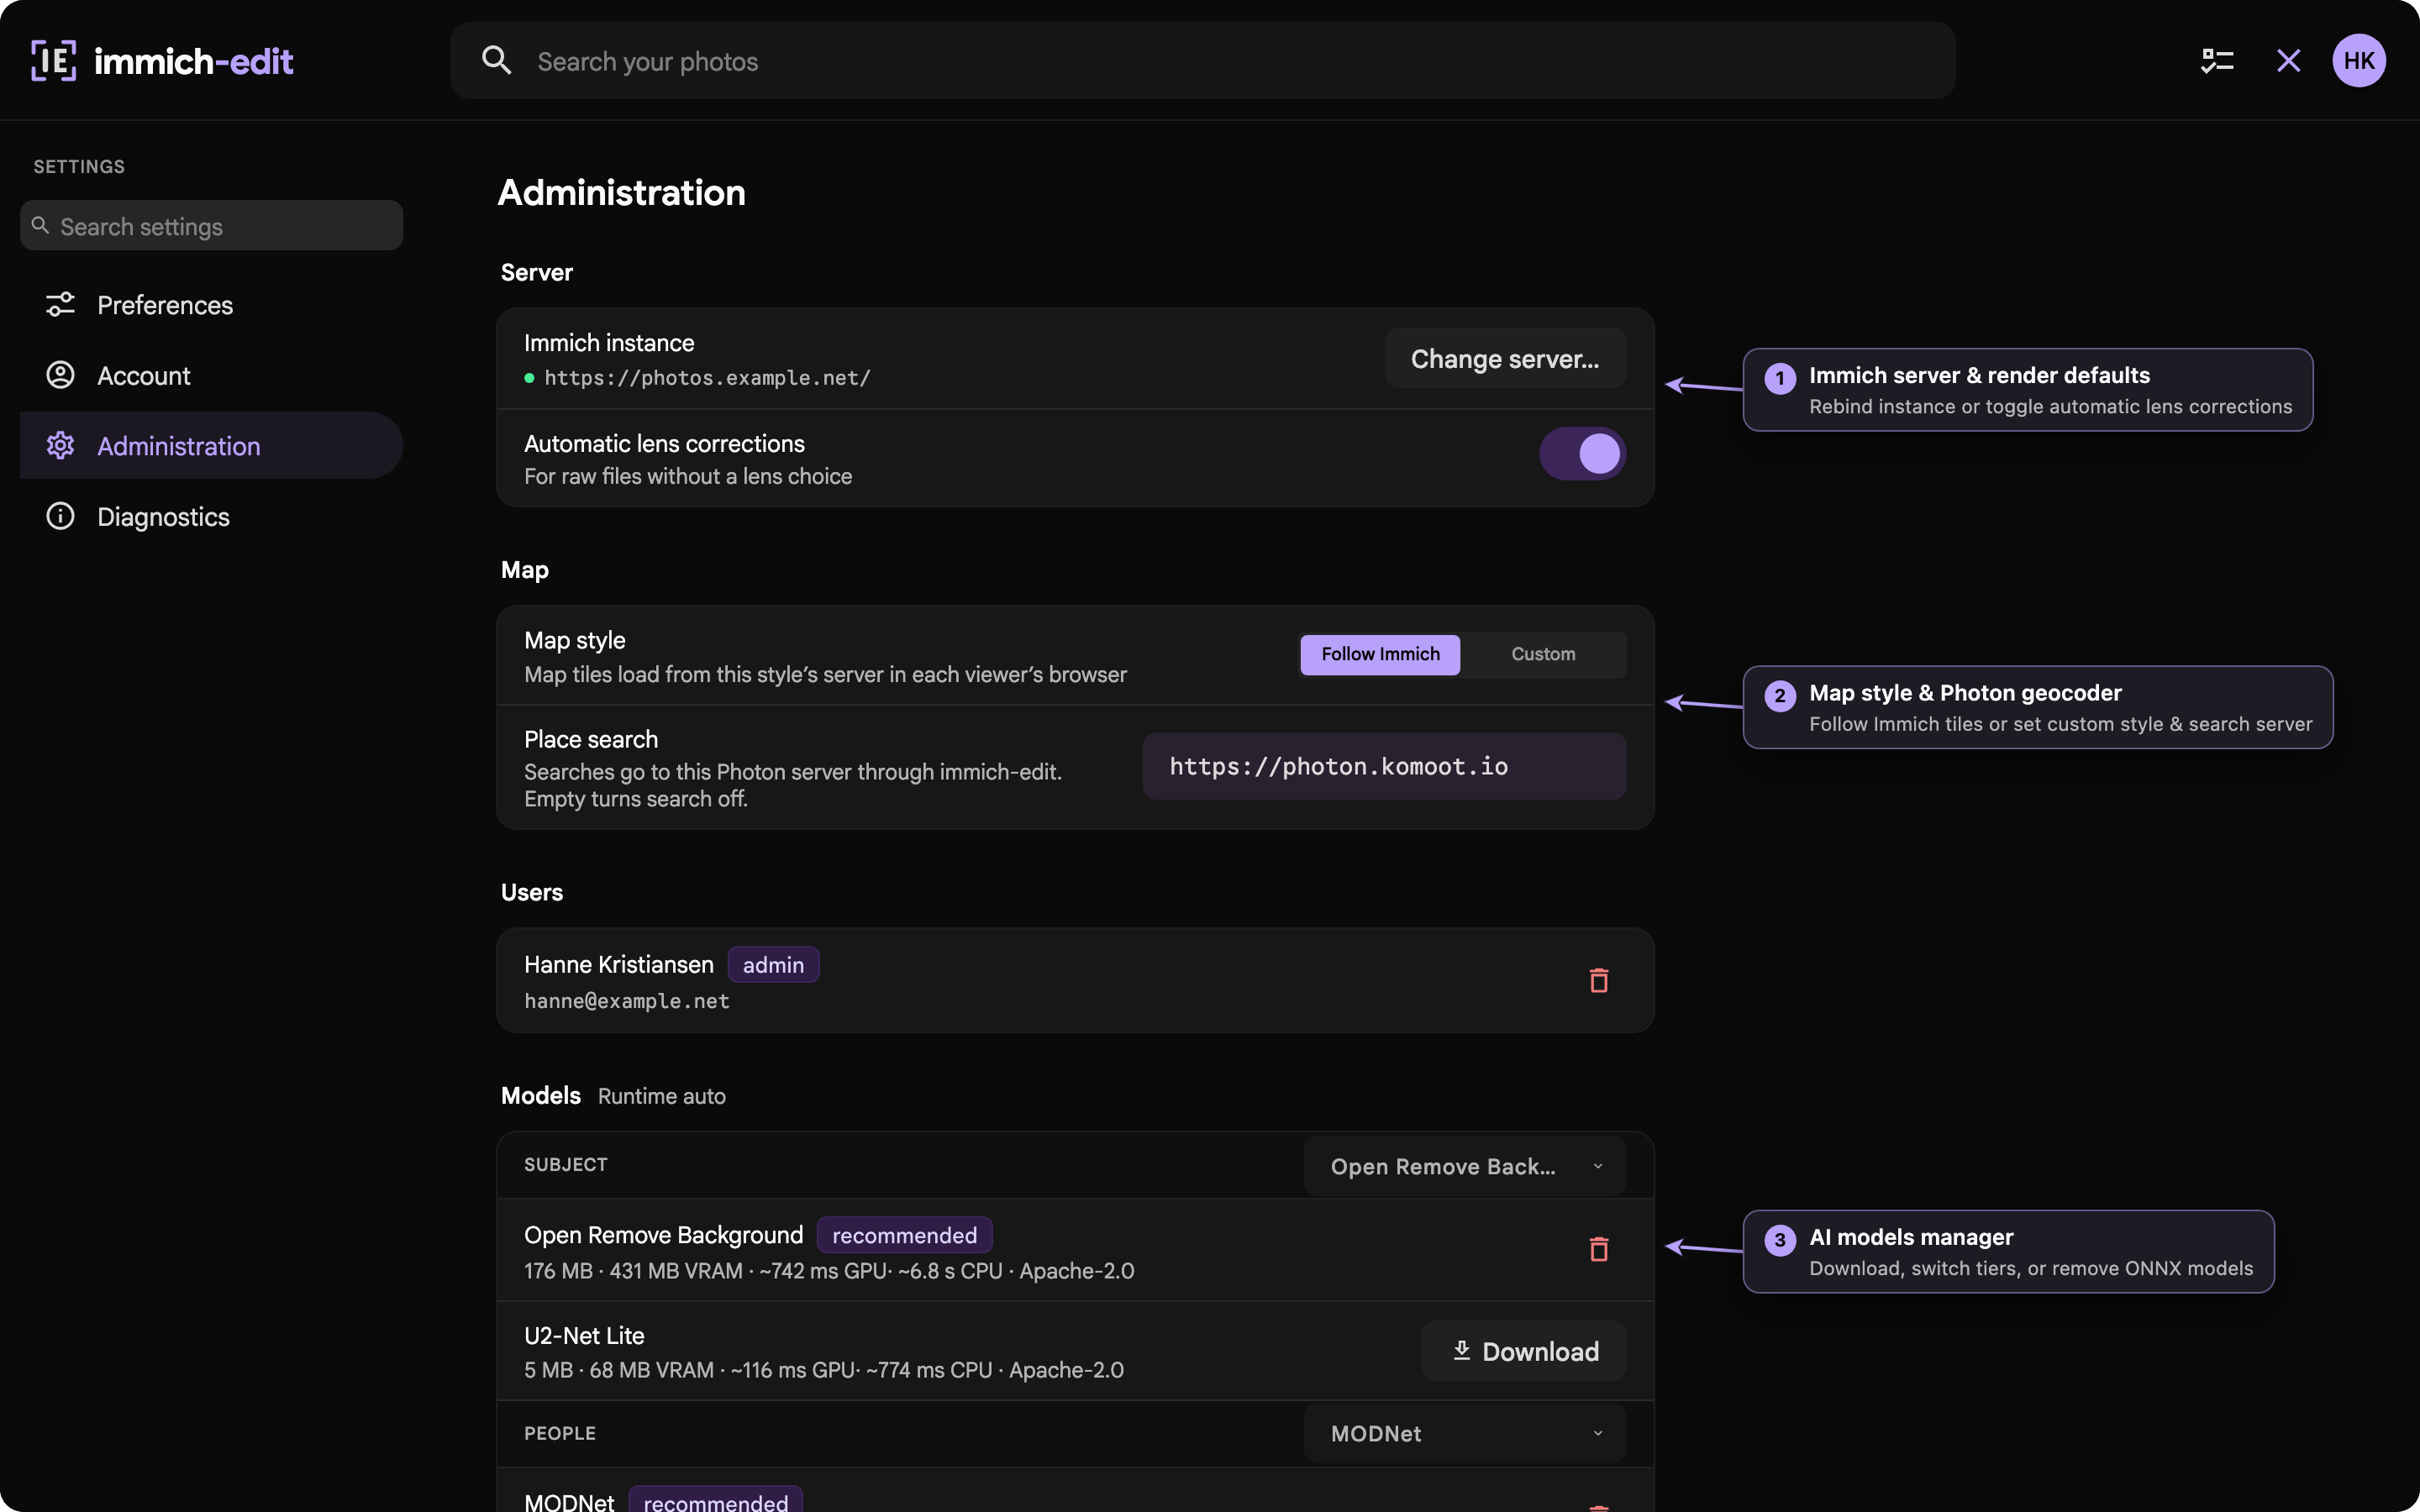 IE immich-edit
Search your photos
HK
SETTINGS
Search settings
Preferences
Account
Administration
Diagnostics
Administration
Server
Immich instance
https://photos.example.net/
Change server...
Automatic lens corrections
For raw files without a lens choice
1 Immich server & render defaults
Rebind instance or toggle automatic lens corrections
Map
Map style
Map tiles load from this style’s server in each viewer’s browser
Follow Immich
Custom
Place search
Searches go to this Photon server through immich-edit.
Empty turns search off.
https://photon.komoot.io
2 Map style & Photon geocoder
Follow Immich tiles or set custom style & search server
Users
Hanne Kristiansen admin
hanne@example.net
Models Runtime auto
SUBJECT
Open Remove Back...
Open Remove Background recommended
176 MB · 431 MB VRAM · ~742 ms GPU· ~6.8 s CPU · Apache-2.0
3 AI models manager
Download, switch tiers, or remove ONNX models
U2-Net Lite
5 MB · 68 MB VRAM · ~116 ms GPU· ~774 ms CPU · Apache-2.0
Download
PEOPLE
MODNet
MODNet recommended